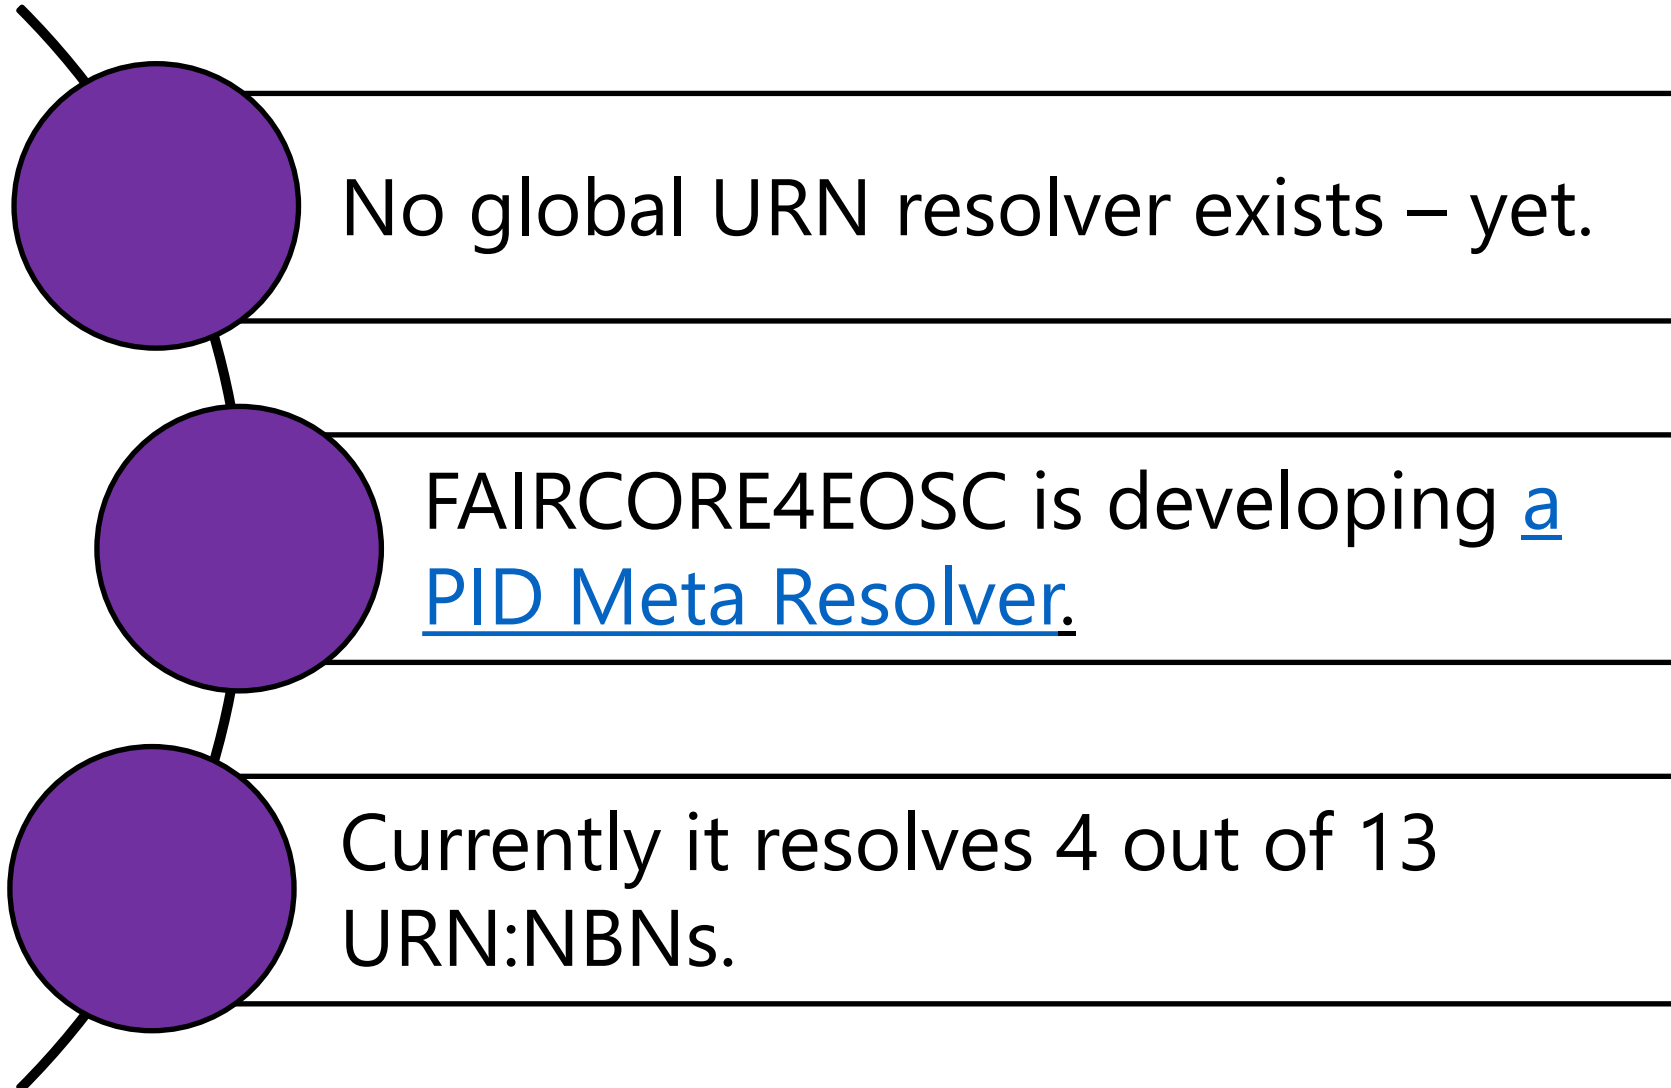 No global URN resolver exists – yet.
FAIRCORE4EOSC is developing a
PID Meta Resolver.
Currently it resolves 4 out of 13
URN:NBNs.